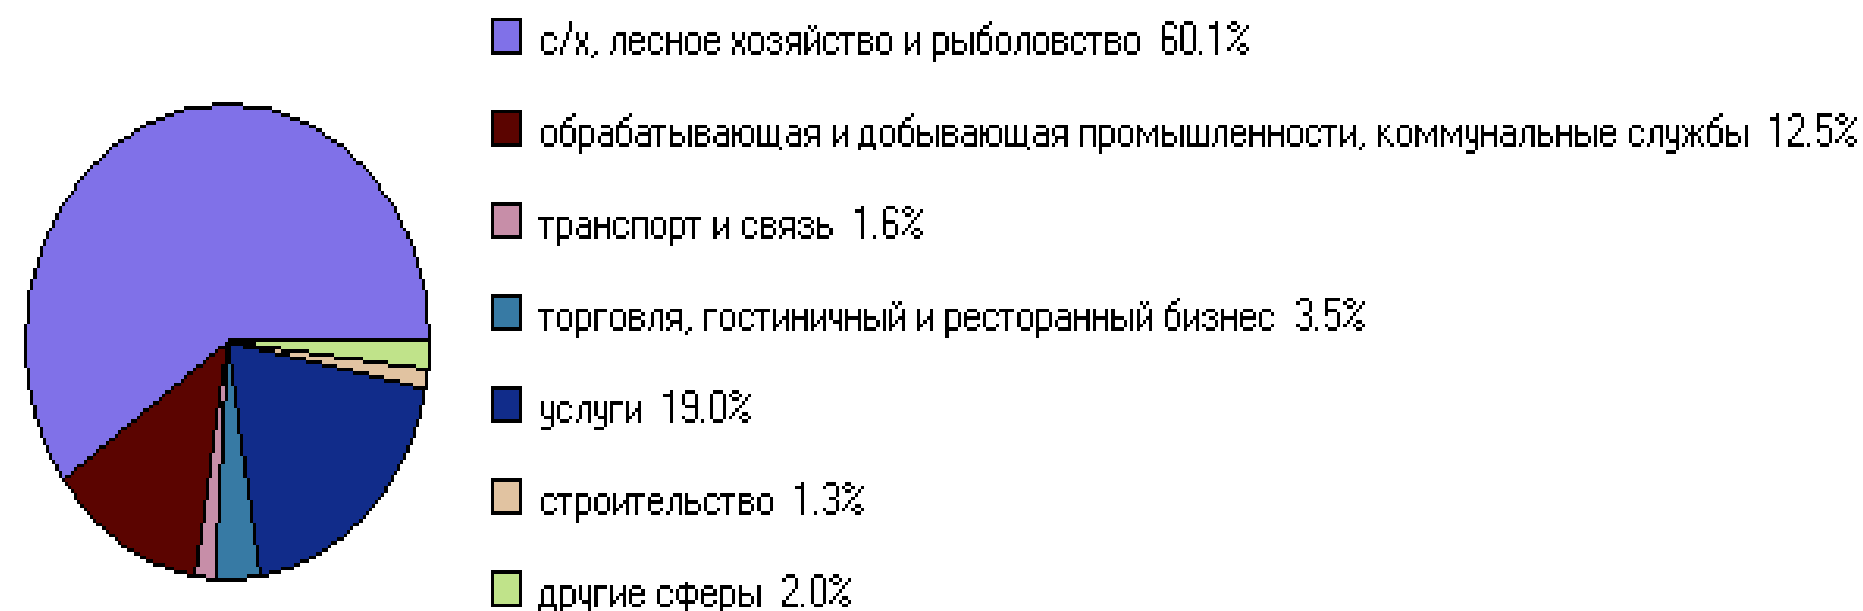 с/х, лесное хозяйство и рыболовство 60.1%
обрабатывающая и добывающая промышленности, коммунальные службы 12.5%
транспорт и связь 1.6%
торговля, гостиничный и ресторанный бизнес 3.5%
услуги 19.0%
строительство 1.3%
другие сферы 2.0%